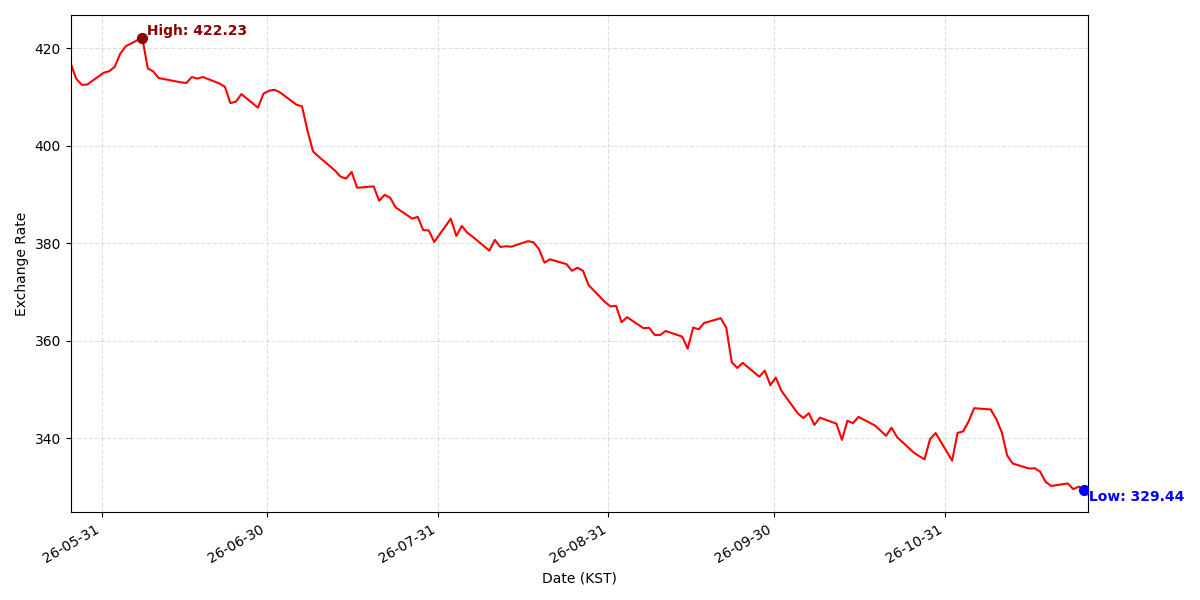 High: 422.23
420
400
380
360
340
Exchange Rate
Low: 329.44
26-05-31
26-06-30
26-07-31
26-08-31
26-09-30
26-10-31
Date (KST)